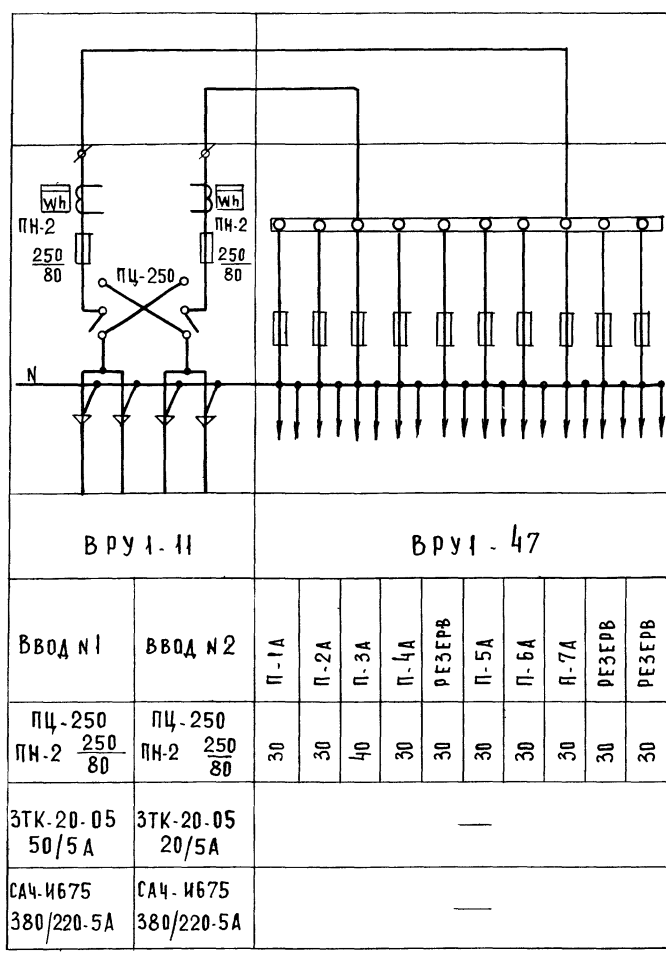 Wh
Wh
ПН-2
250
80
ПН-2
250
80
ПЦ-250
N
ВРУ1-11
ВРУ1-47
ВВОД N1
ВВОД N2
П-1А
П-2А
П-3А
П-4А
РЕЗЕРВ
П-5А
П-6А
П-7А
РЕЗЕРВ
РЕЗЕРВ
ПЦ-250
ПН-2 250
80
ПЦ-250
ПН-2 250
80
30
30
40
30
30
30
30
30
30
30
3ТК-20-05
50/5А
3ТК-20-05
20/5А
—
САЧ-И675
380/220-5А
САЧ-И675
380/220-5А
—